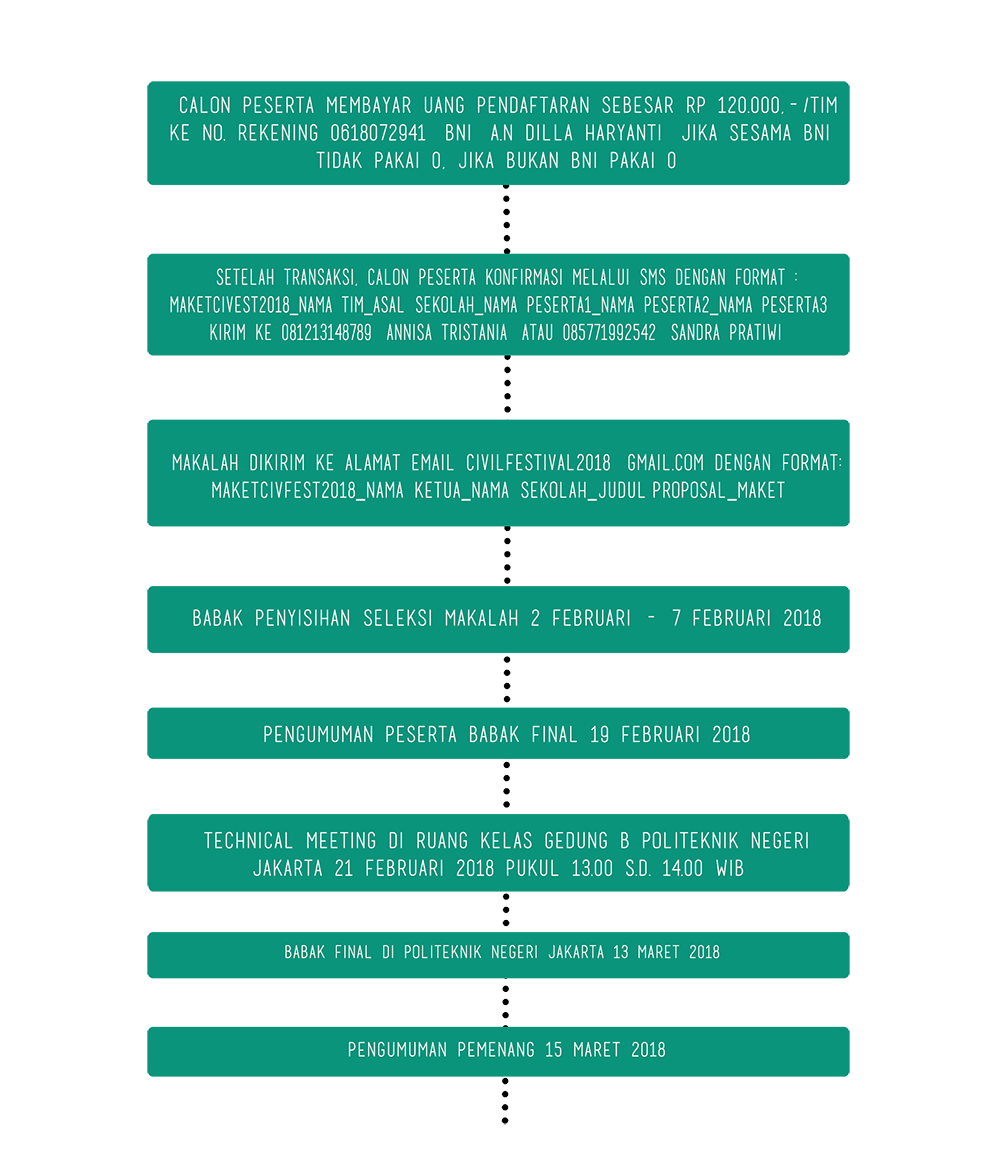 CALON PESERTA MEMBAYAR UANG PENDAFTARAN SEBESAR RP 120.000,-/TIM
KE NO. REKENING 0618072941 BNI A.N DILLA HARYANTI JIKA SESAMA BNI
TIDAK PAKAI 0, JIKA BUKAN BNI PAKAI 0
SETELAH TRANSAKSI, CALON PESERTA KONFIRMASI MELALUI SMS DENGAN FORMAT :
MAKETCIVEST2018_NAMA TIM_ASAL SEKOLAH_NAMA PESERTA1_NAMA PESERTA2_NAMA PESERTA3
KIRIM KE 081213148789 ANNISA TRISTANIA ATAU 085771992542 SANDRA PRATIWI
MAKALAH DIKIRIM KE ALAMAT EMAIL CIVILFESTIVAL2018 GMAIL.COM DENGAN FORMAT:
MAKETCIVFEST2018_NAMA KETUA_NAMA SEKOLAH_JUDUL PROPOSAL_MAKET
BABAK PENYISIHAN SELEKSI MAKALAH 2 FEBRUARI - 7 FEBRUARI 2018
PENGUMUMAN PESERTA BABAK FINAL 19 FEBRUARI 2018
TECHNICAL MEETING DI RUANG KELAS GEDUNG B POLITEKNIK NEGERI
JAKARTA 21 FEBRUARI 2018 PUKUL 13.00 S.D. 14.00 WIB
BABAK FINAL DI POLITEKNIK NEGERI JAKARTA 13 MARET 2018
PENGUMUMAN PEMENANG 15 MARET 2018